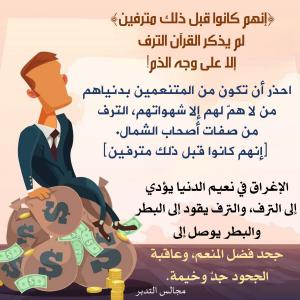 ﴿إنهم كانوا قبل ذلك مترفين﴾
لم يذكر القرآن الترف
إلا على وجه الذم!
احذر أن تكون من المتنعمين بدنياهم
من لا همّ لهم إلا شهواتهم، الترف
من صفات أصحاب الشمال.
[إنهم كانوا قبل ذلك مترفين]
الإغراق في نعيم الدنيا يؤدي
إلى الترف، والترف يقود إلى البطر
والبطر يوصل إلى
جحد فضل المنعم، وعاقبة
الجحود جدّ وخيمة.
مجالس التدبر